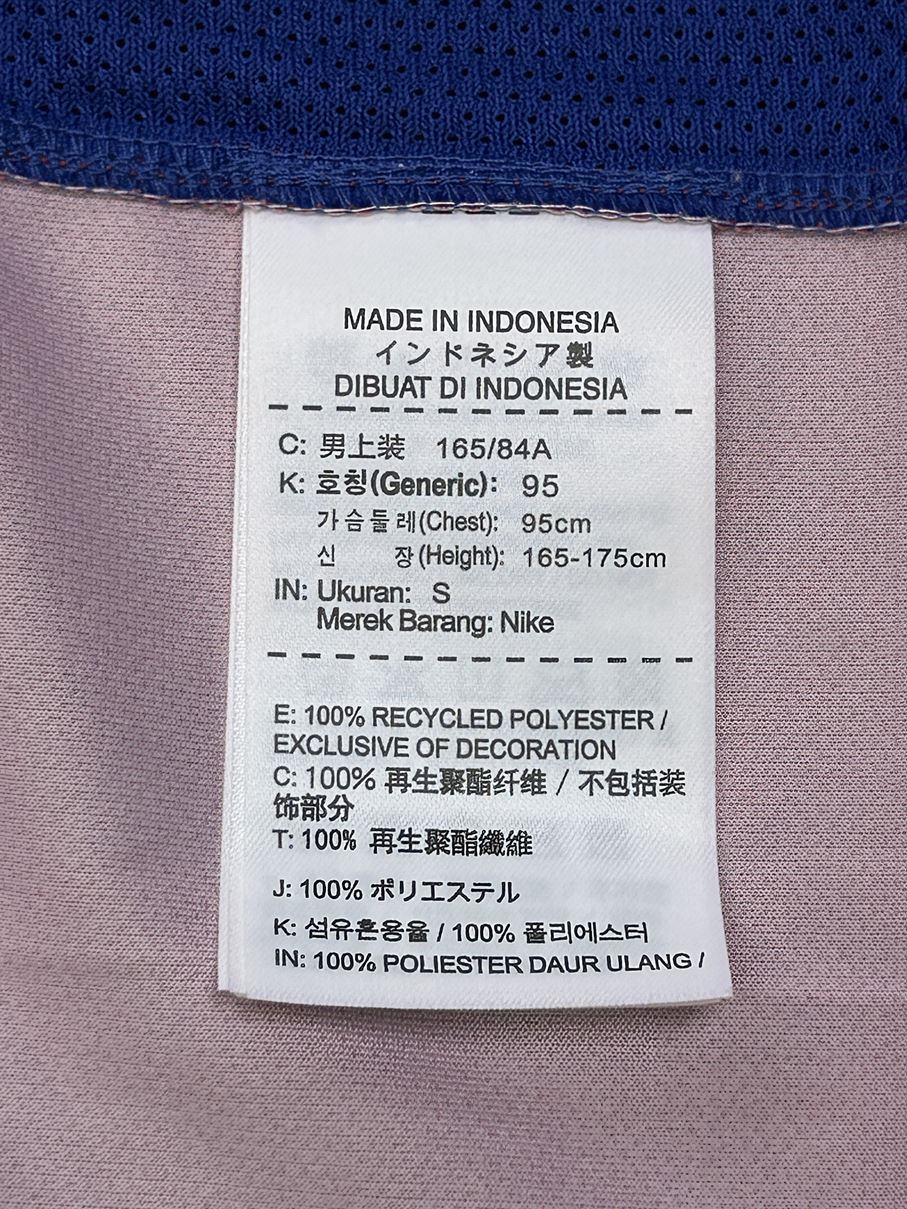 MADE IN INDONESIA
インドネシア製
DIBUAT DI INDONESIA
C: 男上装 165/84A
K: 호칭(Generic): 95
가슴둘레(Chest): 95cm
신 장(Height): 165-175cm
IN: Ukuran: S
Merek Barang: Nike
E: 100% RECYCLED POLYESTER /
EXCLUSIVE OF DECORATION
C: 100% 再生聚酯纤维 / 不包括装
饰部分
T: 100% 再生聚酯纖維
J: 100% ポリエステル
K: 섬유혼용율 / 100% 폴리에스터
IN: 100% POLIESTER DAUR ULANG /